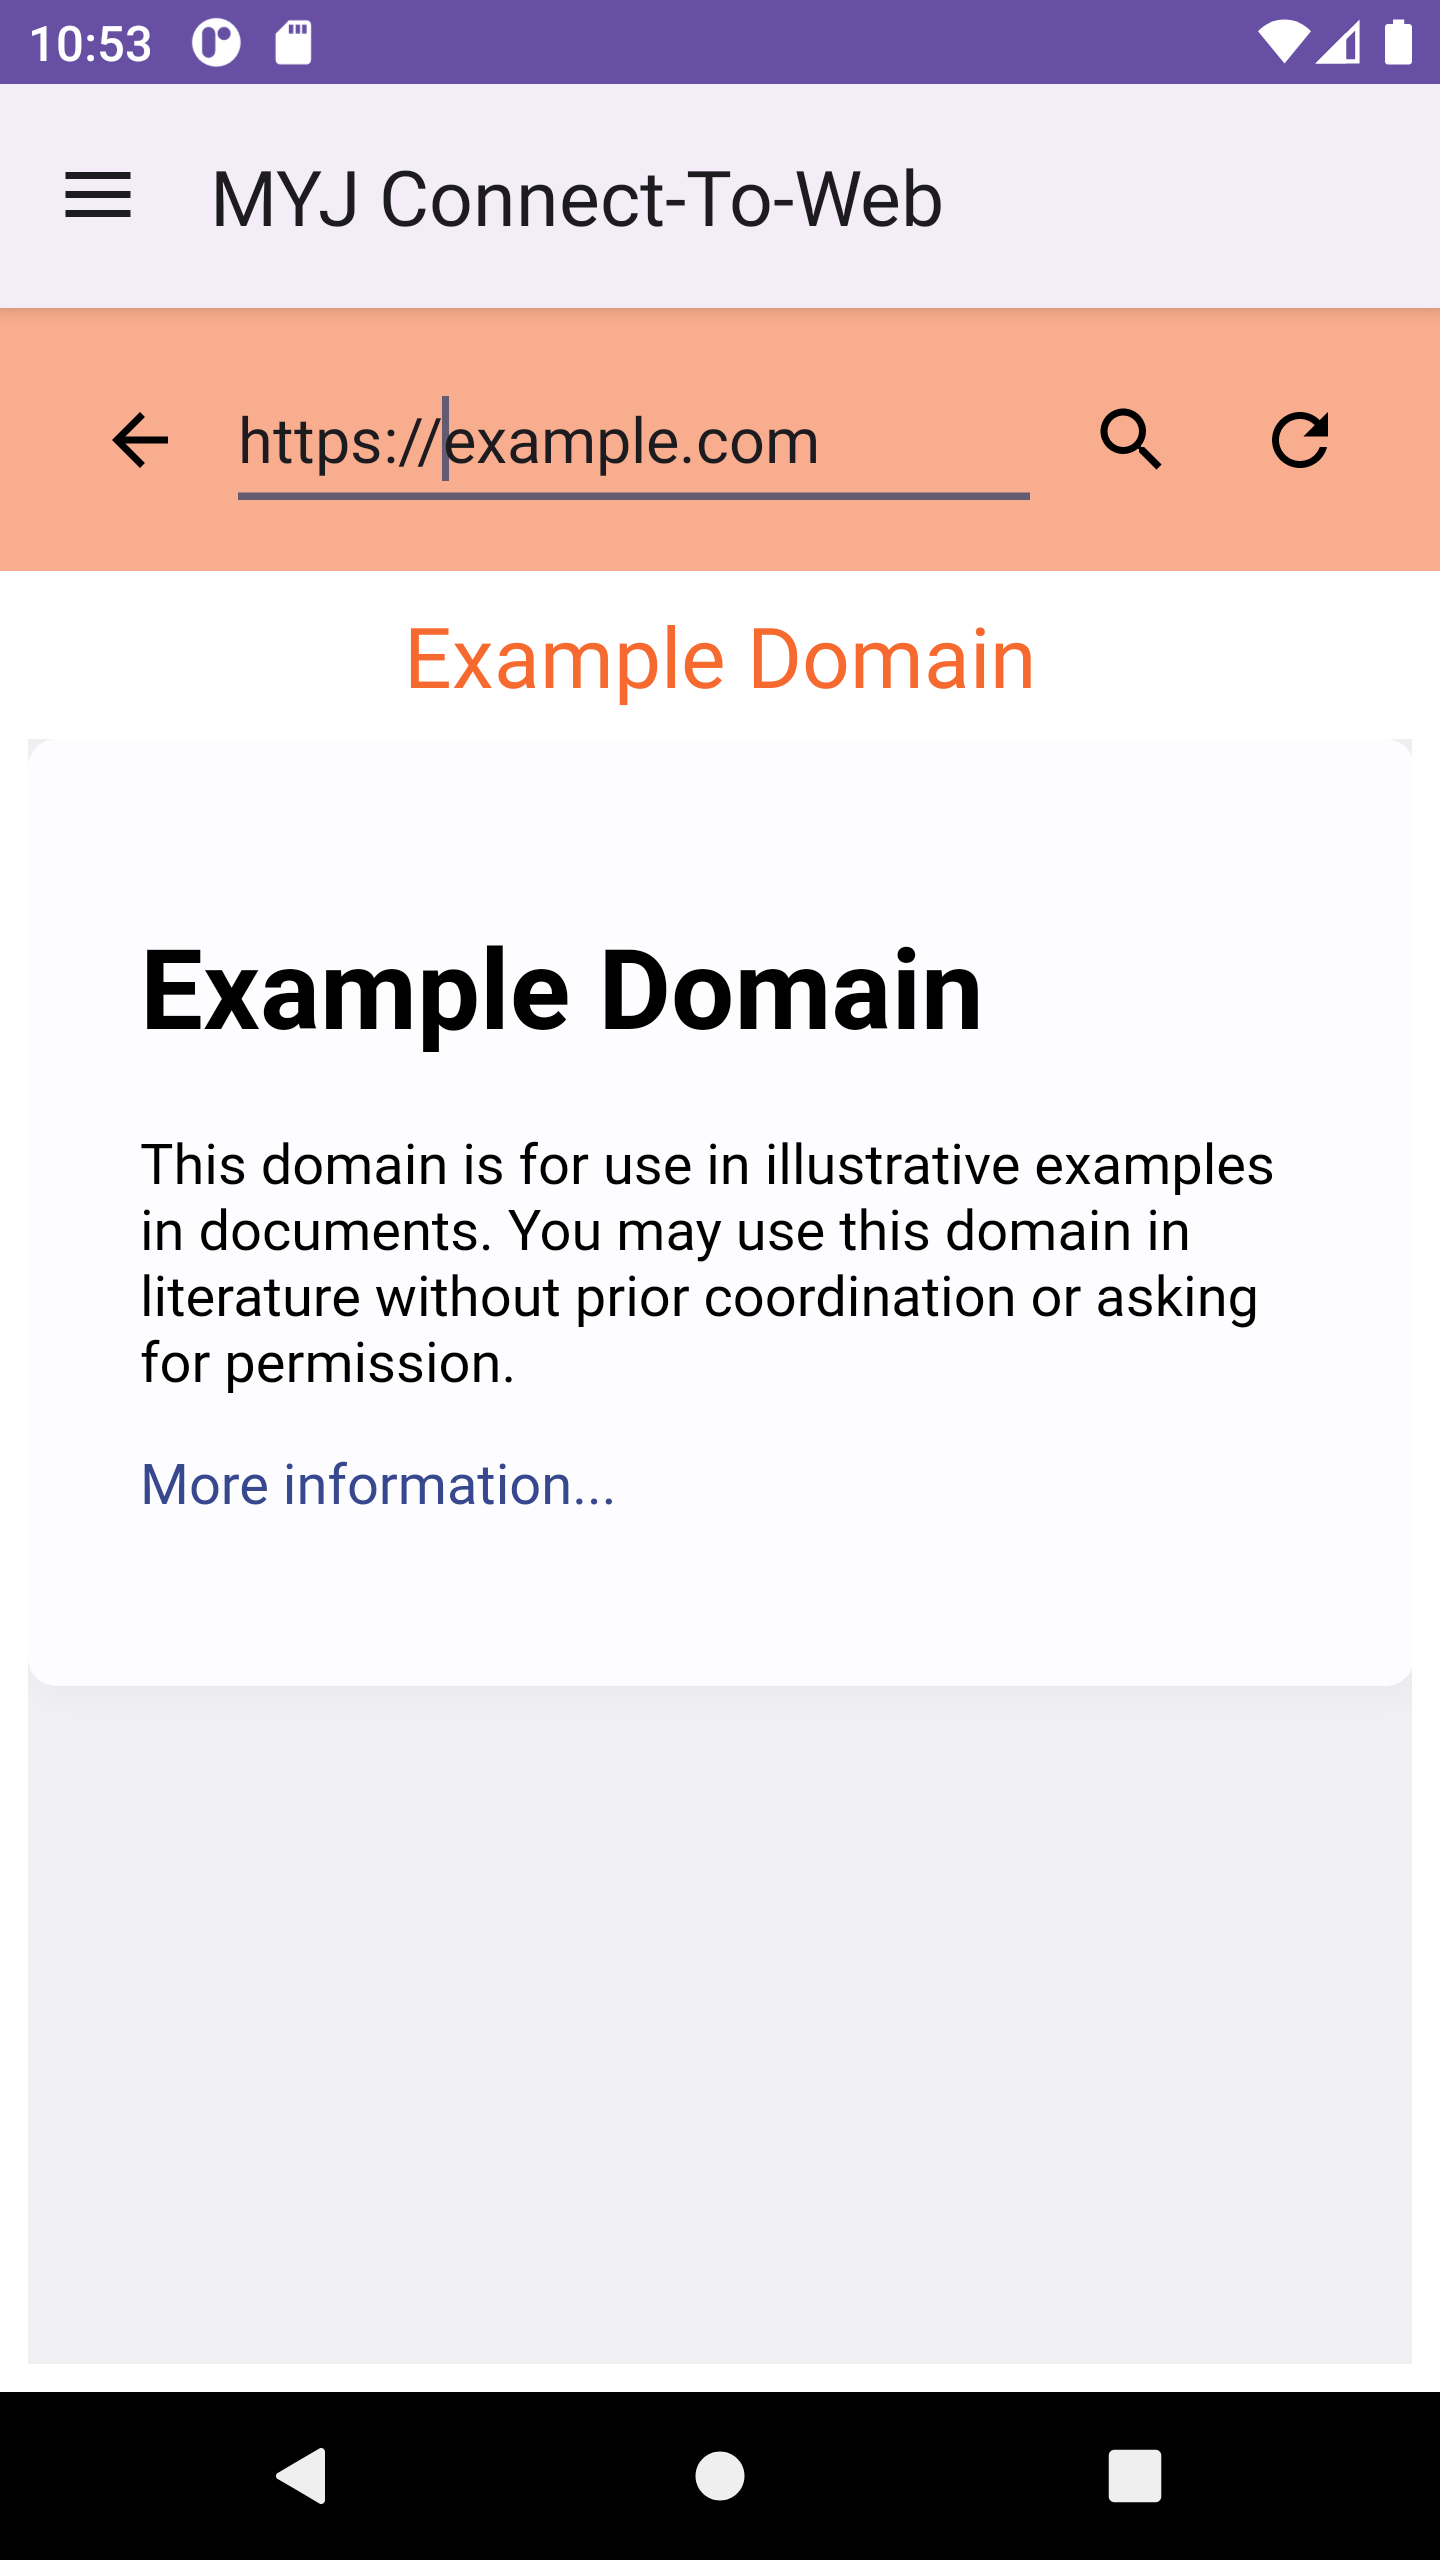 10:53
MYJ Connect-To-Web
https://example.com
Example Domain
Example Domain
This domain is for use in illustrative examples
in documents. You may use this domain in
literature without prior coordination or asking
for permission.
More information...